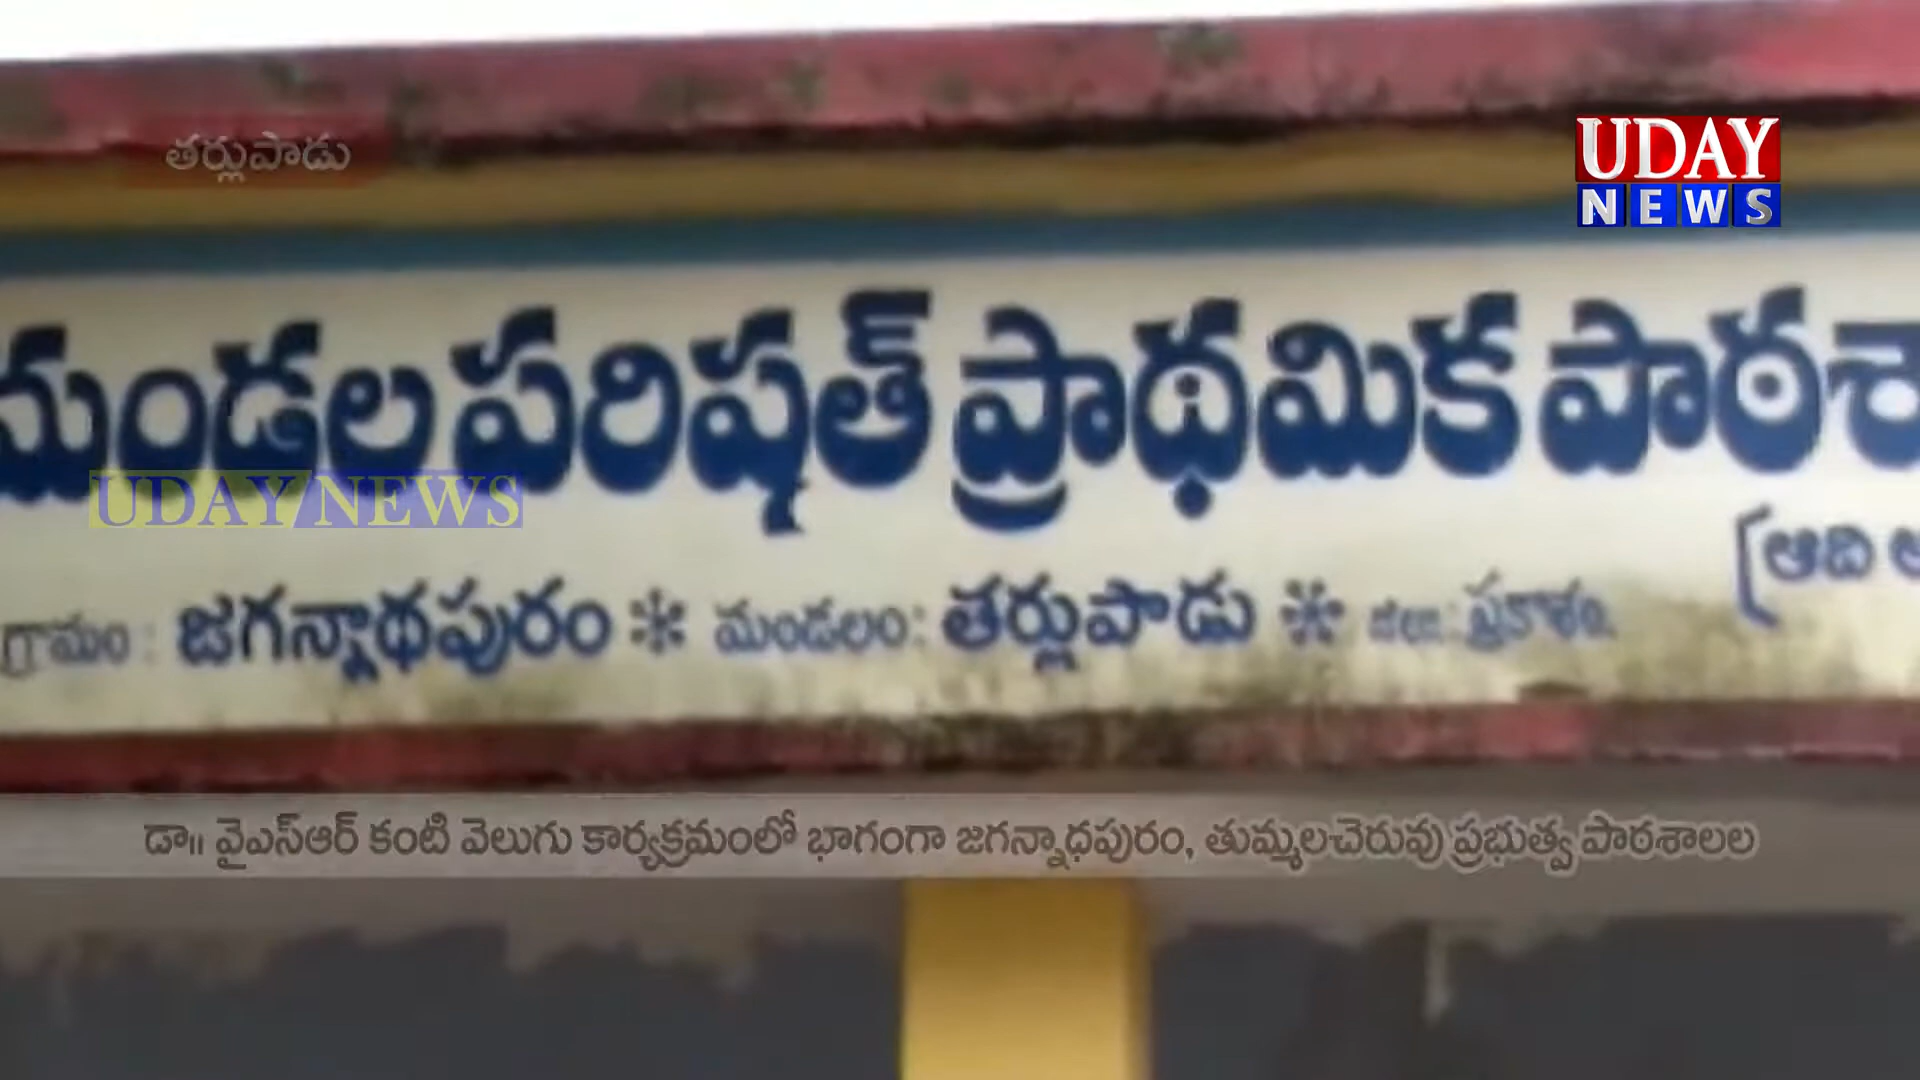 తర్లుపాడు
UDAY
NEWS
మండల పరిషత్ ప్రాథమిక పాఠశా
UDAY NEWS
(ఆది
గ్రామం: జగన్నాథపురం * మండలం: తర్లుపాడు * జిల్లా: ప్రకాశం.
డా॥ వైఎస్ఆర్ కంటి వెలుగు కార్యక్రమంలో భాగంగా జగన్నాధపురం, తుమ్మలచెరువు ప్రభుత్వ పాఠశాలల